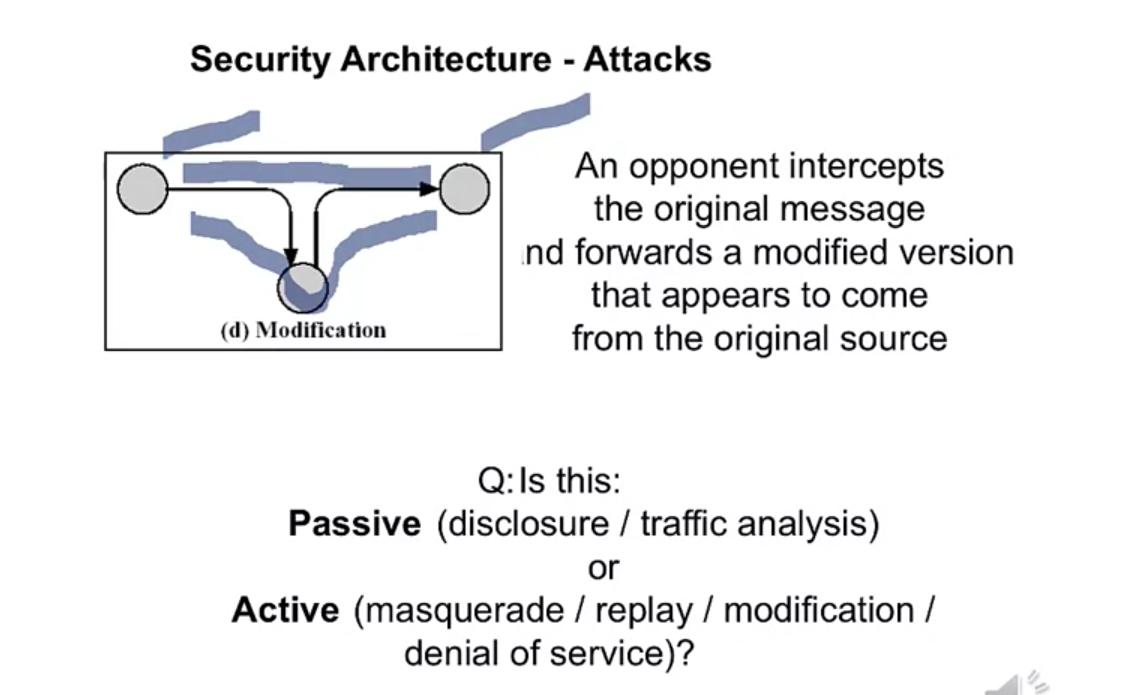 Security Architecture - Attacks
An opponent intercepts
the original message
nd forwards a modified version
that appears to come
from the original source
(d) Modification
Q: Is this:
Passive (disclosure / traffic analysis)
or
Active (masquerade / replay / modification /
denial of service)?